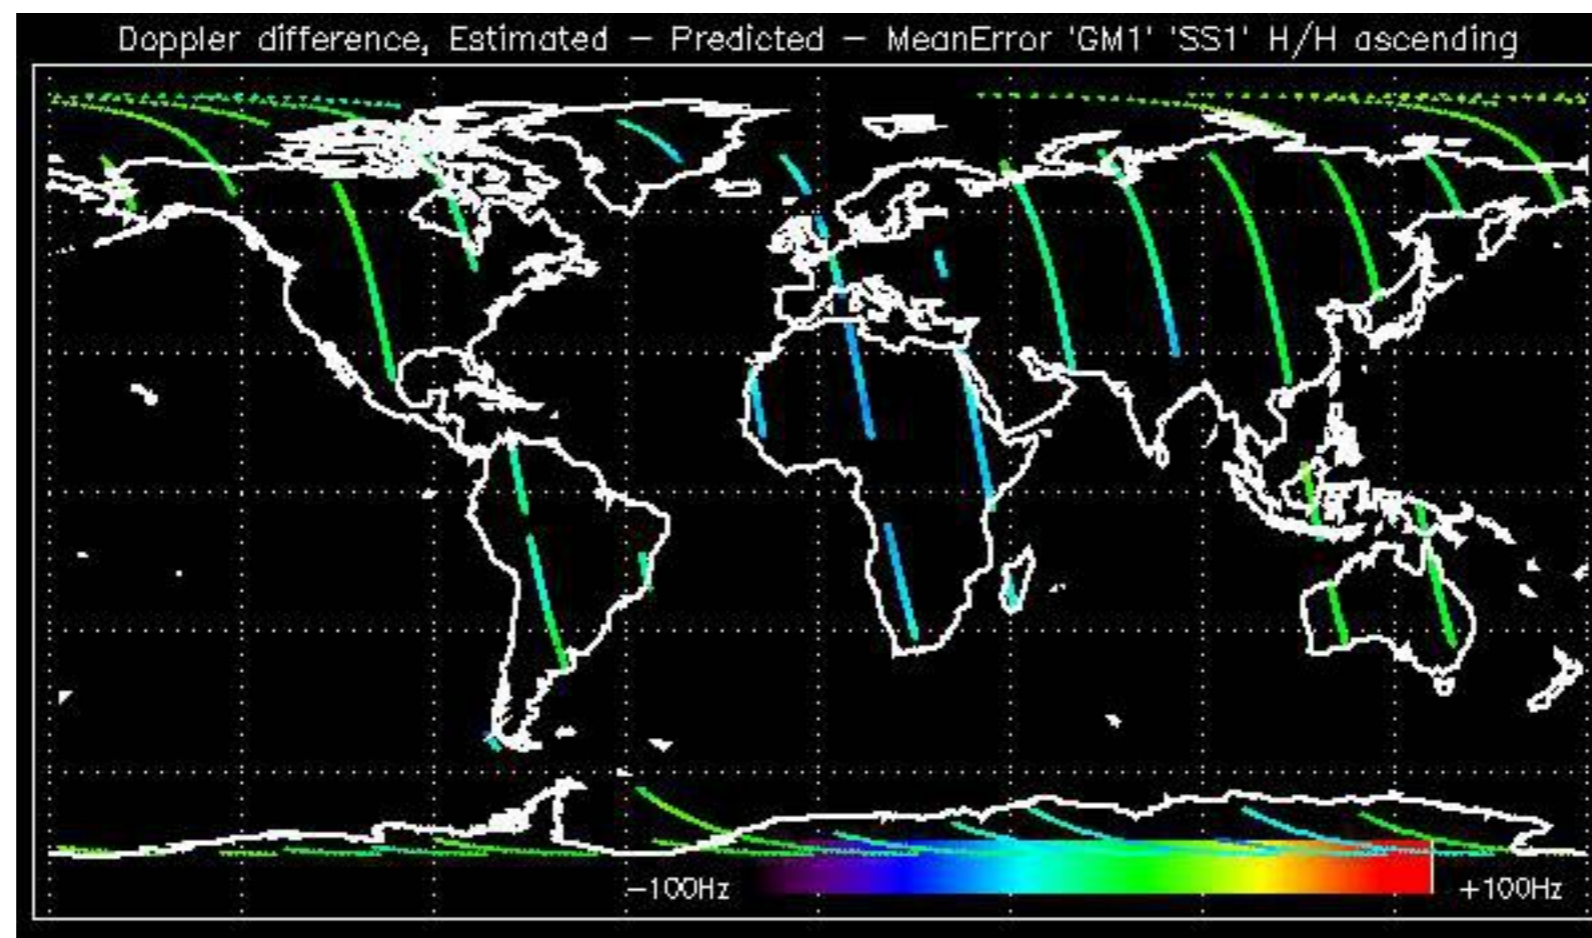 Doppler difference, Estimated – Predicted – MeanError 'GM1' 'SS1' H/H ascending
–100Hz +100Hz